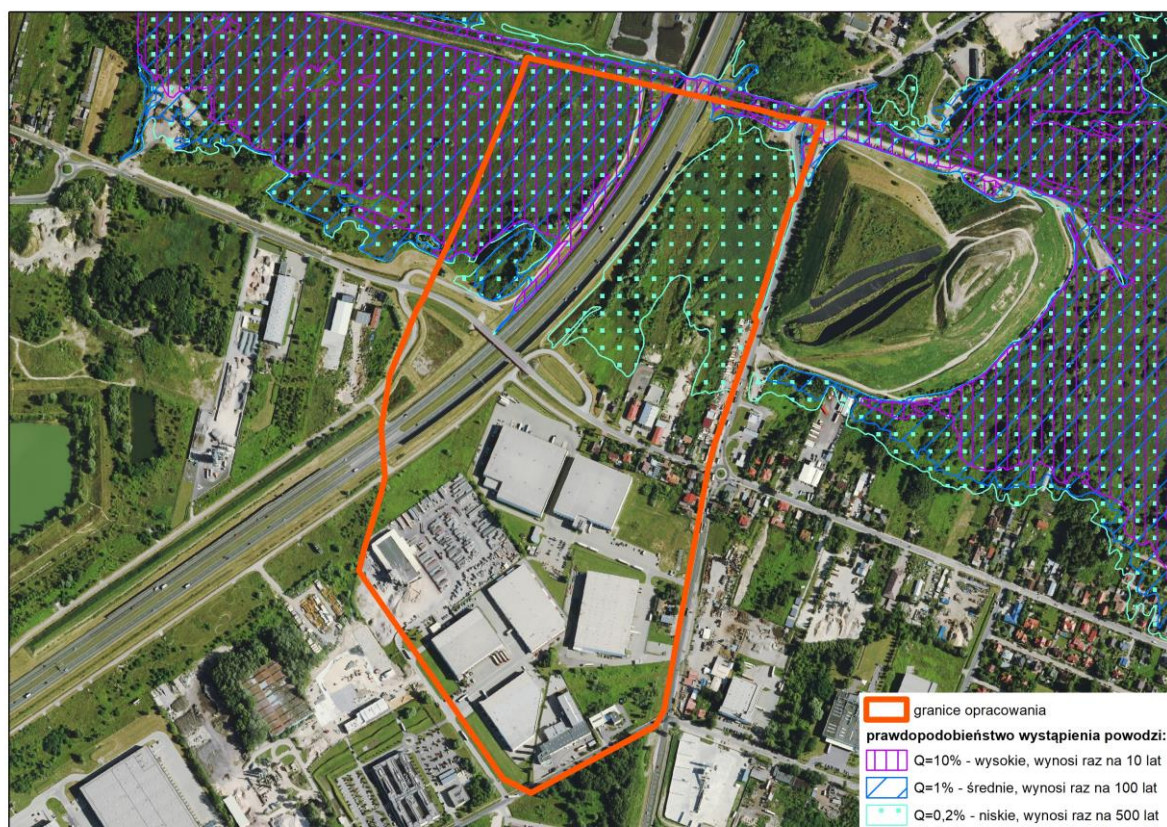 granice opracowania
prawdopodobieństwo wystąpienia powodzi:
Q=10% - wysokie, wynosi raz na 10 lat
Q=1% - średnie, wynosi raz na 100 lat
Q=0,2% - niskie, wynosi raz na 500 lat